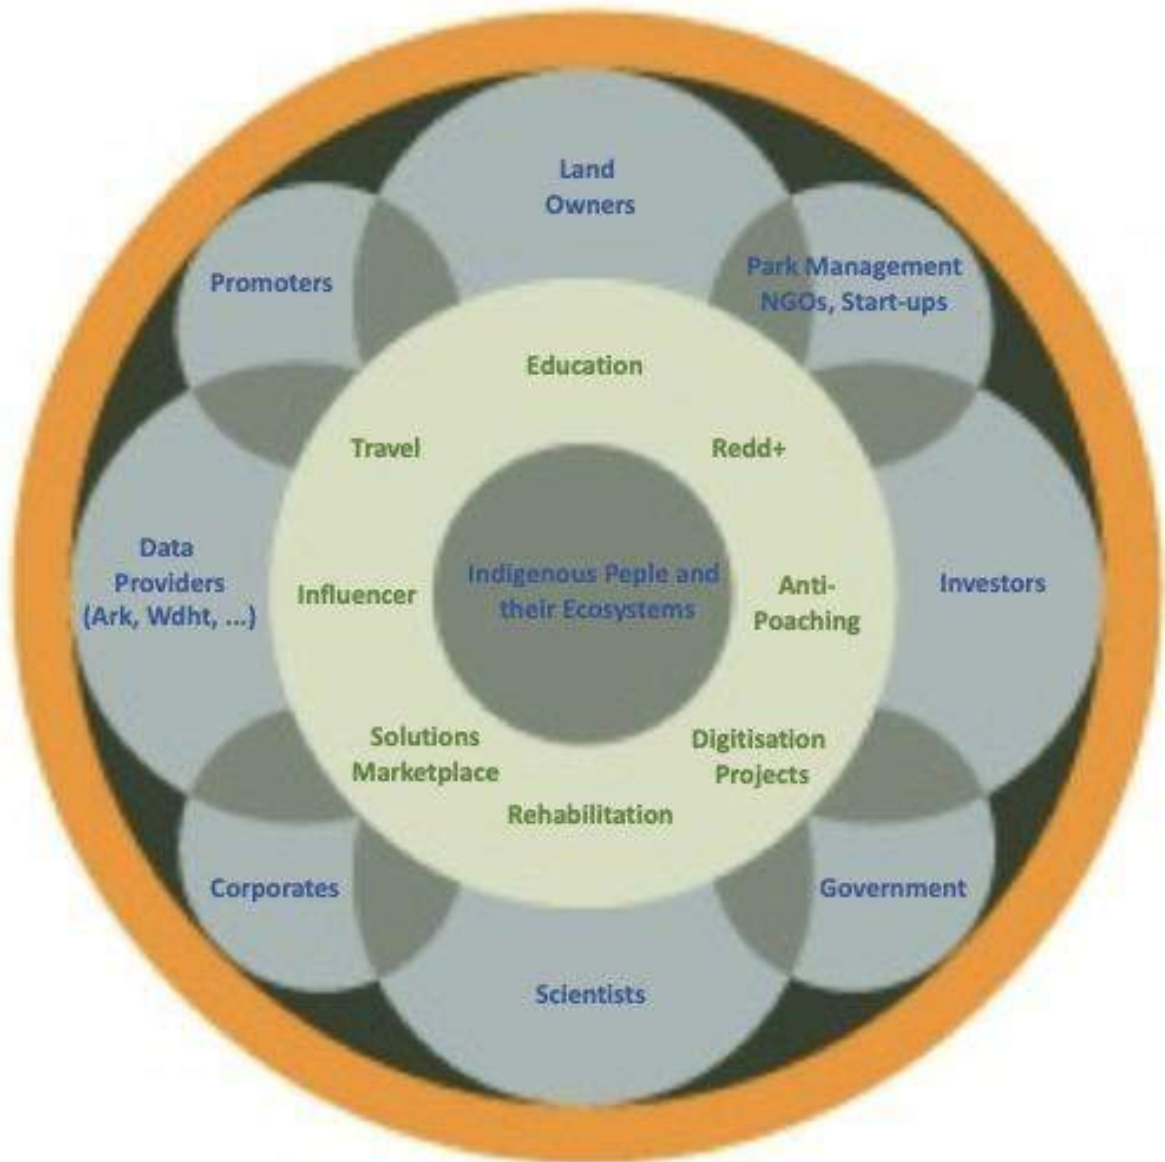 Land
Owners
Promoters
Park Management
NGOs, Start-ups
Education
Travel
Redd+
Data
Providers
(Ark, Wdht, ...)
Influencer
Indigenous Peple and
their Ecosystems
Anti-
Poaching
Investors
Solutions
Marketplace
Digitisation
Projects
Rehabilitation
Corporates
Government
Scientists